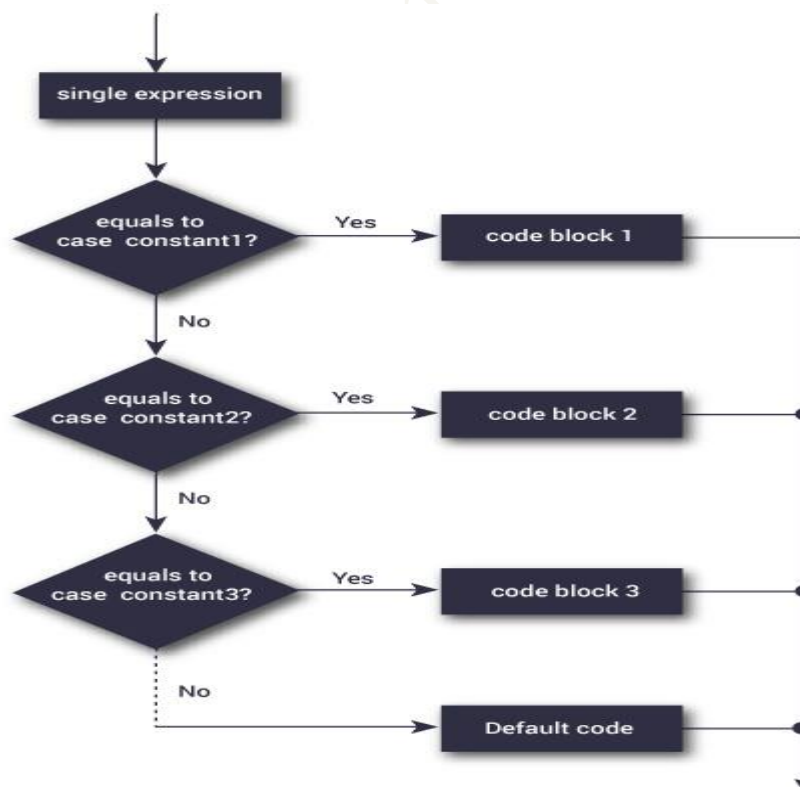 single expression
equals to
case constant1?
Yes
code block 1
No
equals to
case constant2?
Yes
code block 2
No
equals to
case constant3?
Yes
code block 3
No
Default code